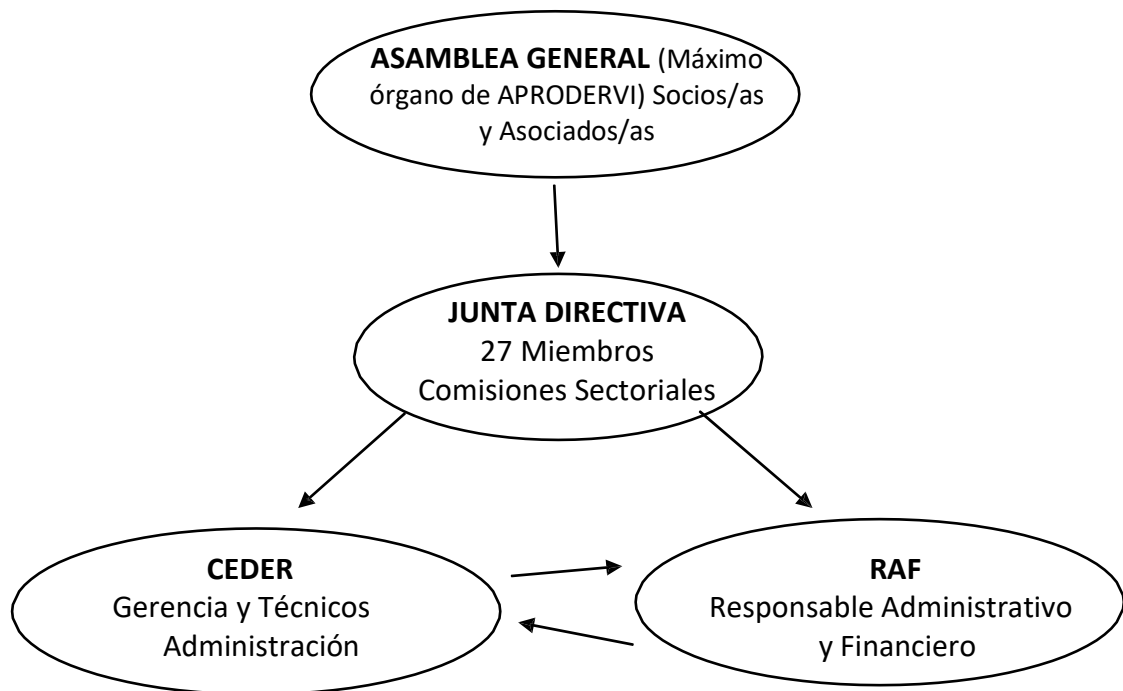 ASAMBLEA GENERAL (Máximo
órgano de APRODERVI) Socios/as
y Asociados/as
JUNTA DIRECTIVA
27 Miembros
Comisiones Sectoriales
CEDER
Gerencia y Técnicos
Administración
RAF
Responsable Administrativo
y Financiero